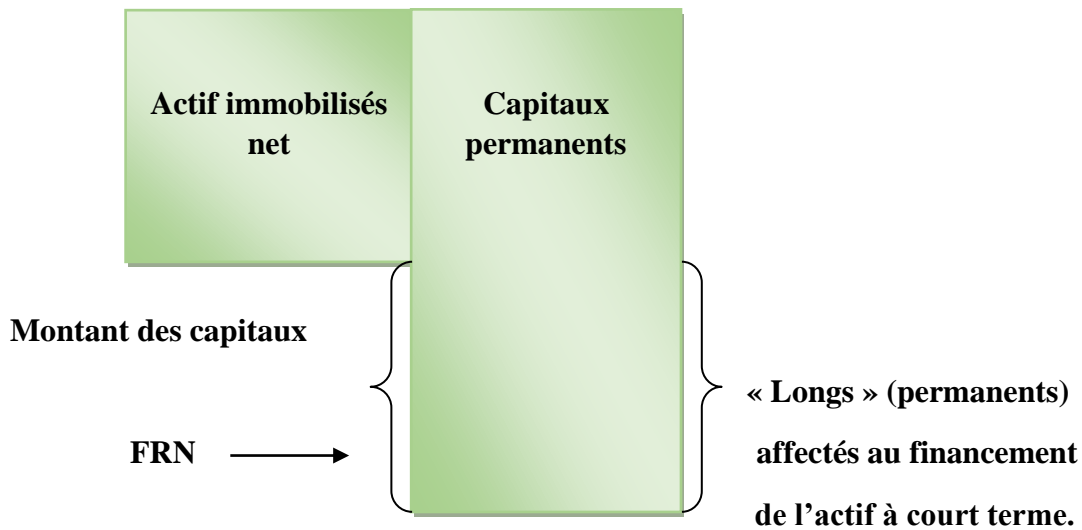 Actif immobilisés
net
Capitaux
permanents
Montant des capitaux
FRN
« Longs » (permanents)
affectés au financement
de l’actif à court terme.